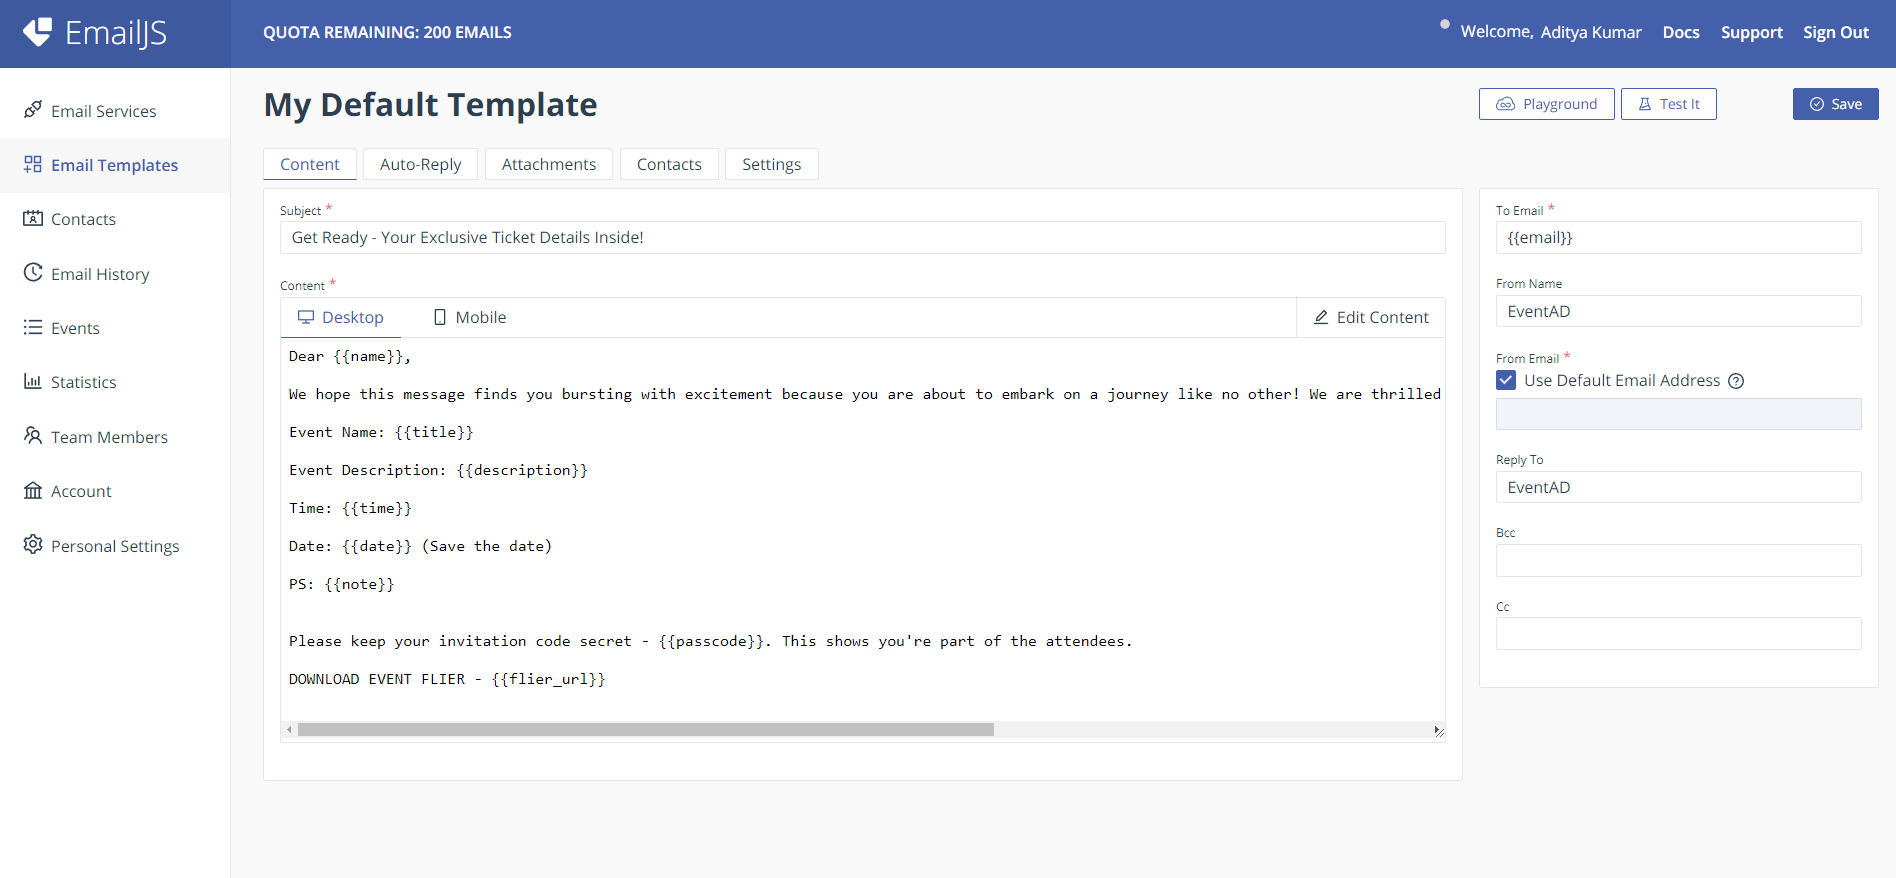 EmailJS
QUOTA REMAINING: 200 EMAILS
Welcome, Aditya Kumar
Docs
Support
Sign Out
Email Services
Email Templates
Contacts
Email History
Events
Statistics
Team Members
Account
Personal Settings
My Default Template
Playground
Test It
Save
Content
Auto-Reply
Attachments
Contacts
Settings
Subject *
Get Ready - Your Exclusive Ticket Details Inside!
Content *
Desktop
Mobile
Edit Content
Dear {{name}},
We hope this message finds you bursting with excitement because you are about to embark on a journey like no other! We are thrilled
Event Name: {{title}}
Event Description: {{description}}
Time: {{time}}
Date: {{date}} (Save the date)
PS: {{note}}
Please keep your invitation code secret - {{passcode}}. This shows you're part of the attendees.
DOWNLOAD EVENT FLIER - {{flier_url}}
To Email *
{{email}}
From Name
EventAD
From Email *
Use Default Email Address
Reply To
EventAD
Bcc
Cc